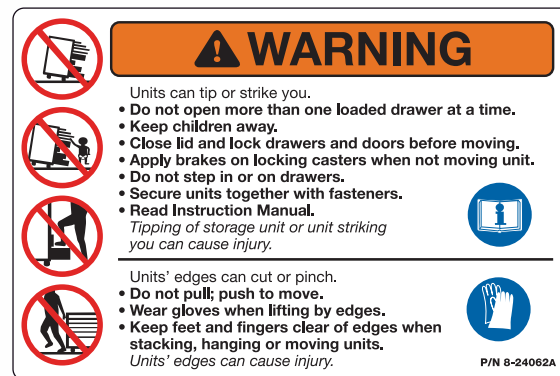 WARNING
Units can tip or strike you.
• Do not open more than one loaded drawer at a time.
• Keep children away.
• Close lid and lock drawers and doors before moving.
• Apply brakes on locking casters when not moving unit.
• Do not step in or on drawers.
• Secure units together with fasteners.
• Read Instruction Manual.
Tipping of storage unit or unit striking
you can cause injury.
Units’ edges can cut or pinch.
• Do not pull; push to move.
• Wear gloves when lifting by edges.
• Keep feet and fingers clear of edges when
stacking, hanging or moving units.
Units’ edges can cause injury.
P/N 8-24062A